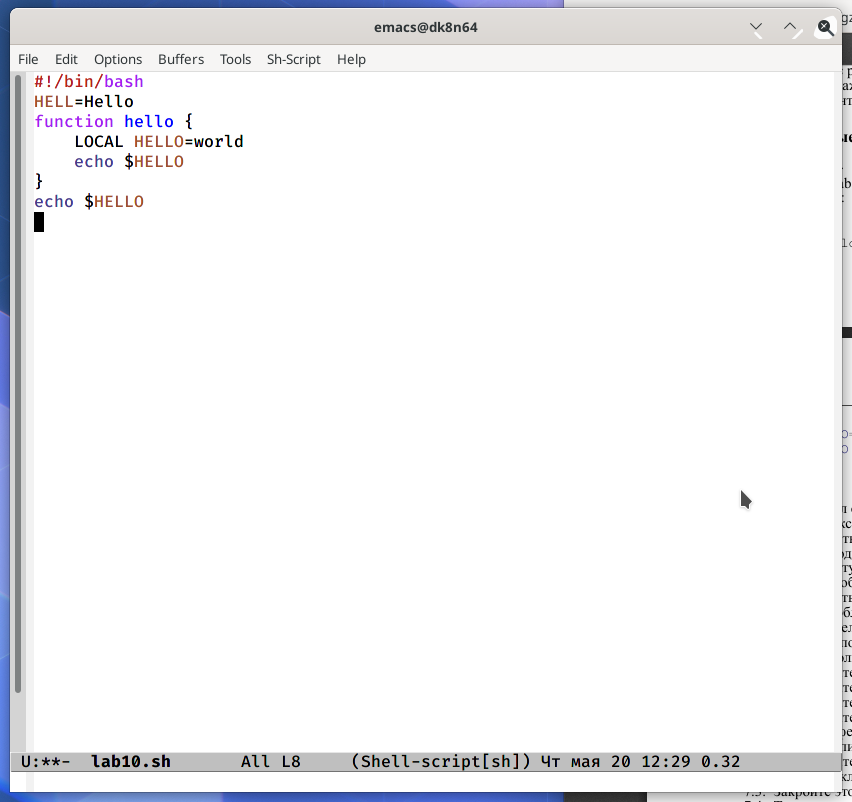 emacs@dk8n64
File Edit Options Buffers Tools Sh-Script Help
#!/bin/bash
HELL=Hello
function hello {
    LOCAL HELLO=world
    echo $HELLO
}
echo $HELLO
U:**- lab10.sh All L8 (Shell-script[sh]) Чт мая 20 12:29 0.32